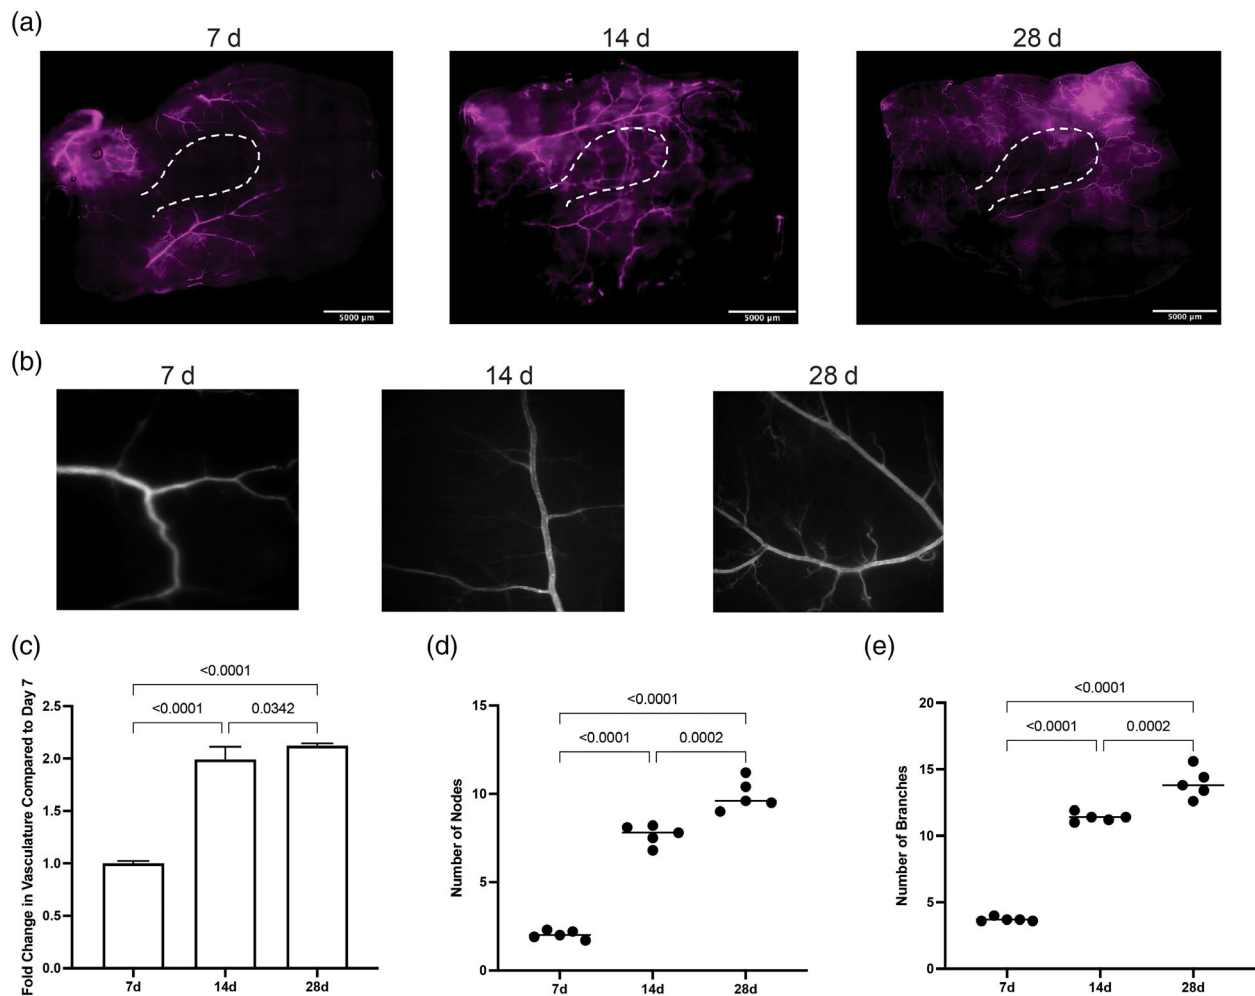 (a)
7 d
14 d
28 d
5000 µm
5000 µm
5000 µm
(b)
7 d
14 d
28 d
(c)
Fold Change in Vasculature Compared to Day 7
<0.0001
<0.0001
0.0342
2.5
2.0
1.5
1.0
0.5
0.0
7d
14d
28d
(d)
Number of Nodes
<0.0001
<0.0001
0.0002
15
10
5
0
7d
14d
28d
(e)
Number of Branches
<0.0001
<0.0001
0.0002
20
15
10
5
0
7d
14d
28d